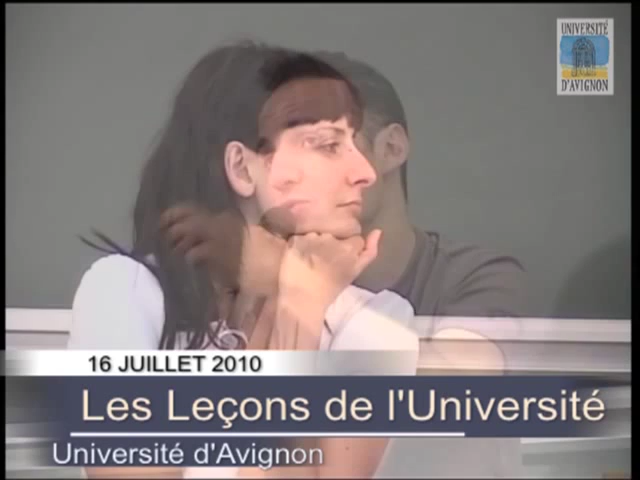 UNIVERSITÉ
D'AVIGNON
16 JUILLET 2010
Les Leçons de l'Université
Université d'Avignon